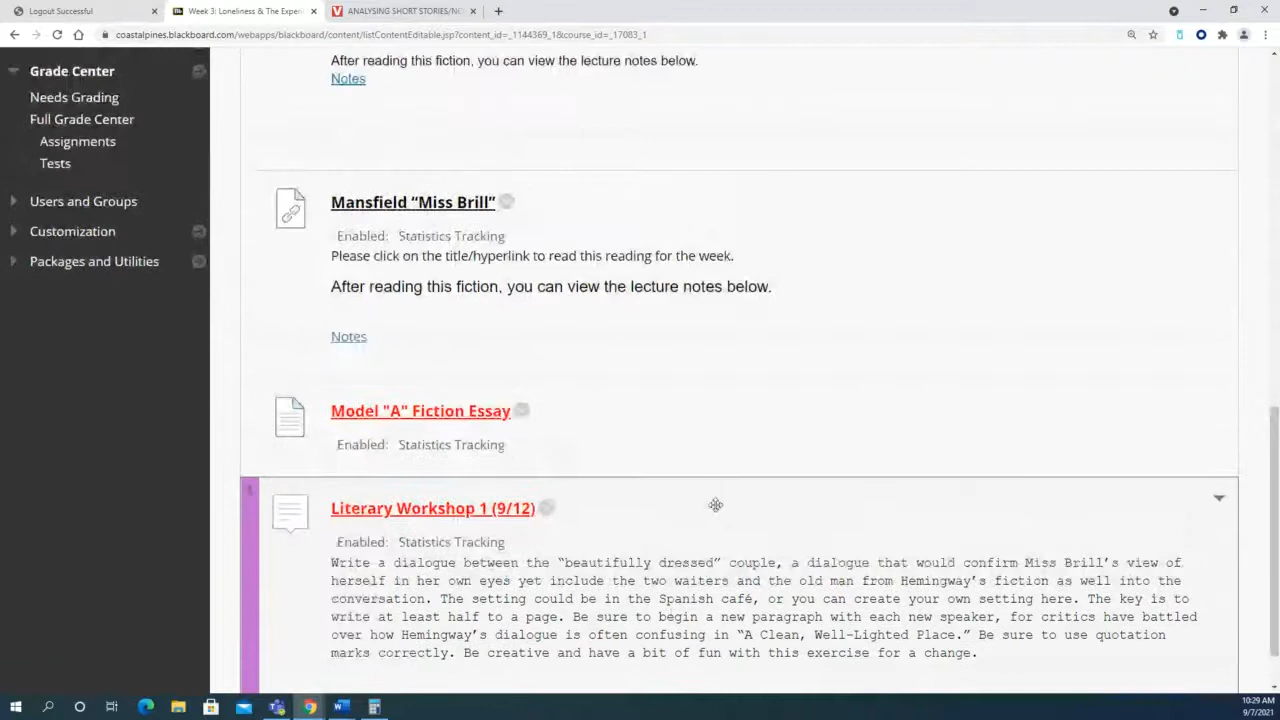 Logout Successful
Week 3: Loneliness & The Exper
ANALYSING SHORT STORIES/NO
coastalpines.blackboard.com/webapps/blackboard/content/listContentEditable.jsp?content_id=_1144369_1&course_id=_17083_1
Grade Center
Needs Grading
Full Grade Center
Assignments
Tests
Users and Groups
Customization
Packages and Utilities
After reading this fiction, you can view the lecture notes below.
Notes
Mansfield “Miss Brill”
Enabled: Statistics Tracking
Please click on the title/hyperlink to read this reading for the week.
After reading this fiction, you can view the lecture notes below.
Notes
Model "A" Fiction Essay
Enabled: Statistics Tracking
Literary Workshop 1 (9/12)
Enabled: Statistics Tracking
Write a dialogue between the “beautifully dressed” couple, a dialogue that would confirm Miss Brill’s view of
herself in her own eyes yet include the two waiters and the old man from Hemingway’s fiction as well into the
conversation. The setting could be in the Spanish café, or you can create your own setting here. The key is to
write at least half to a page. Be sure to begin a new paragraph with each new speaker, for critics have battled
over how Hemingway’s dialogue is often confusing in “A Clean, Well-Lighted Place.” Be sure to use quotation
marks correctly. Be creative and have a bit of fun with this exercise for a change.
10:29 AM
9/7/2021